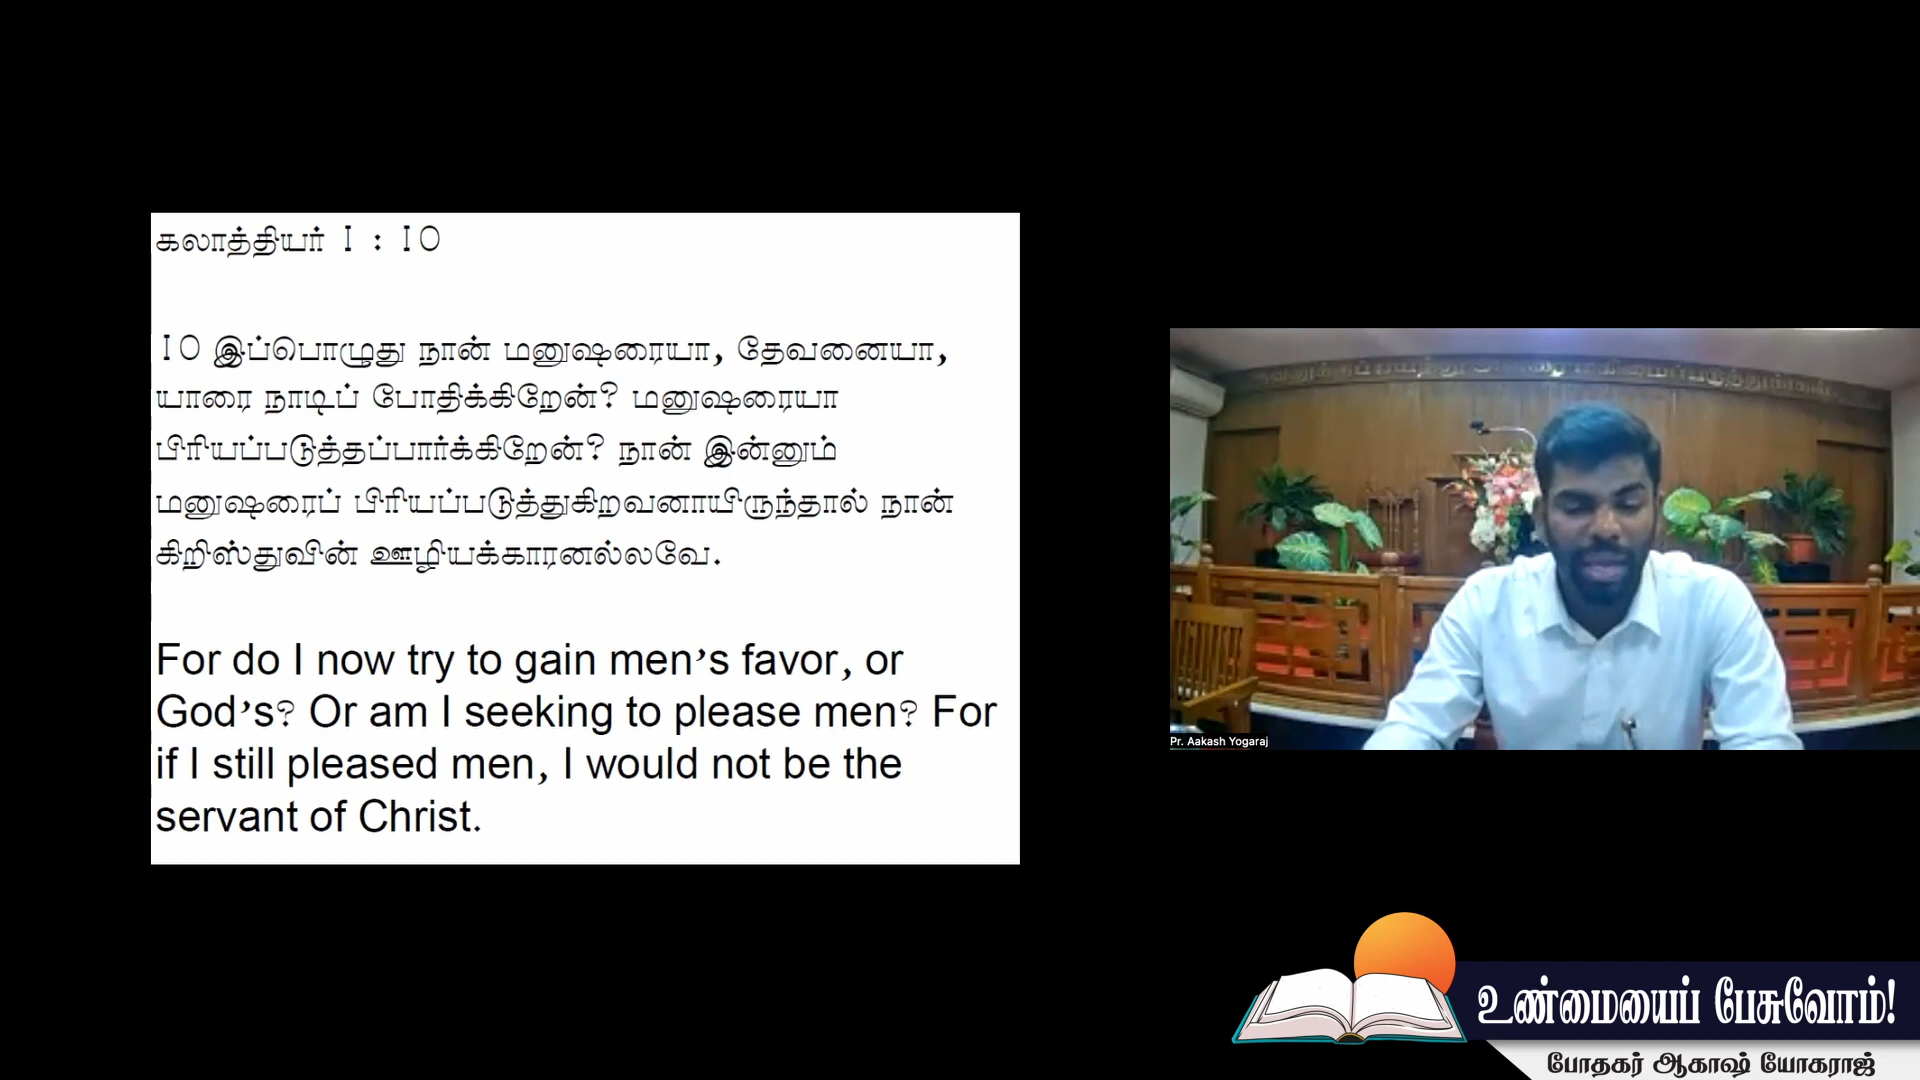 கலாத்தியர் 1 : 10
10 இப்பொழுது நான் மனுஷரையா, தேவனையா,
யாரை நாடிப் போதிக்கிறேன்? மனுஷரையா
பிரியப்படுத்தப்பார்க்கிறேன்? நான் இன்னும்
மனுஷரைப் பிரியப்படுத்துகிறவனாயிருந்தால் நான்
கிறிஸ்துவின் ஊழியக்காரனல்லவே.
For do I now try to gain men’s favor, or
God’s? Or am I seeking to please men? For
if I still pleased men, I would not be the
servant of Christ.
Pr. Aakash Yogaraj
உண்மையைப் பேசுவோம்!
போதகர் ஆகாஷ் யோகராஜ்